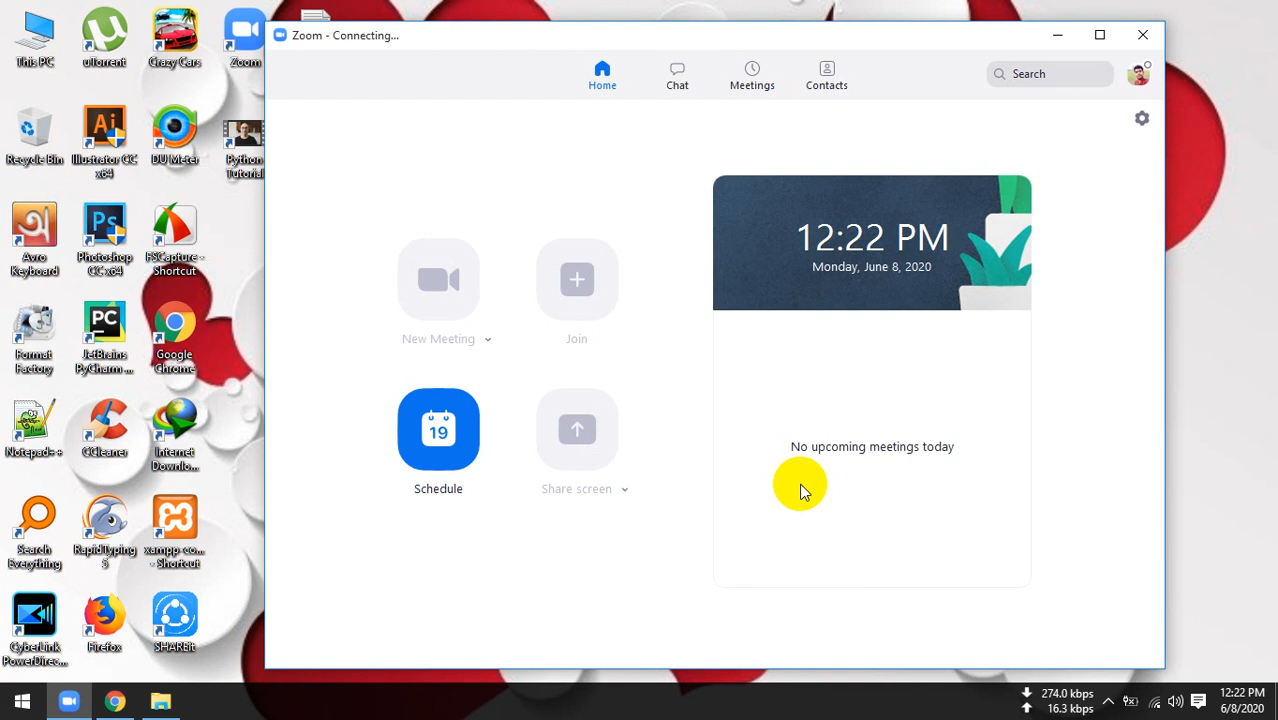 This PC
uTorrent
Crazy Cars
Zoom
Recycle Bin
Illustrator CC
x64
DU Meter
Python
Tutorial
Avro
Keyboard
Ps
Photoshop
CC x64
FSCapture -
Shortcut
Format
Factory
PC
JetBrains
PyCharm ...
Google
Chrome
Notepad++
CCleaner
Internet
Downlo...
Search
Everything
RapidTyping
5
xampp-co...
- Shortcut
CyberLink
PowerDirec...
Firefox
SHAREit
Zoom - Connecting...
Home
Chat
Meetings
Contacts
Search
New Meeting
Join
19
Schedule
Share screen
12:22 PM
Monday, June 8, 2020
No upcoming meetings today
274.0 kbps
16.3 kbps
12:22 PM
6/8/2020